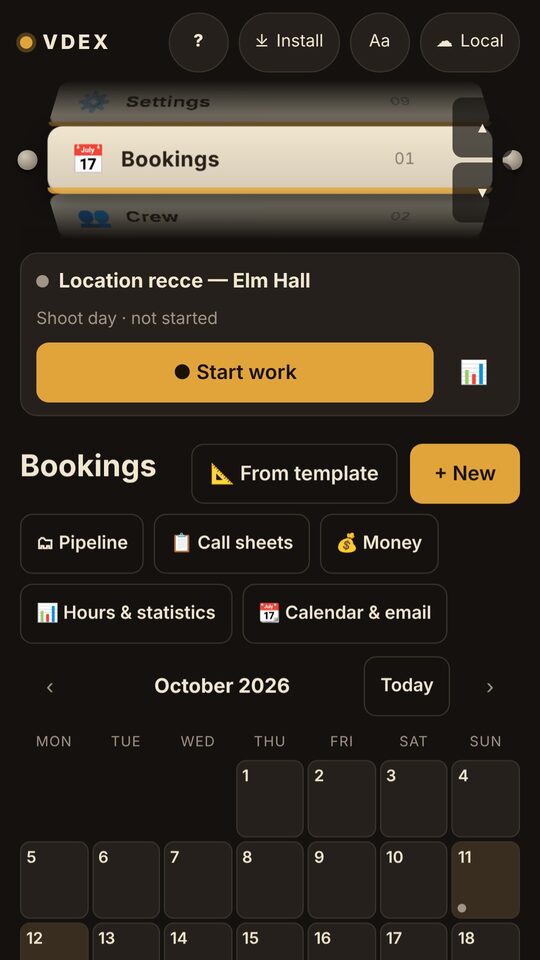 VDEX
?
Install
Aa
Local
Settings 09
Bookings 01
Crew 02
Location recce — Elm Hall
Shoot day · not started
Start work
Bookings
From template
+ New
Pipeline
Call sheets
Money
Hours & statistics
Calendar & email
‹ October 2026 Today ›
MON TUE WED THU FRI SAT SUN
1 2 3 4
5 6 7 8 9 10 11
12 13 14 15 16 17 18